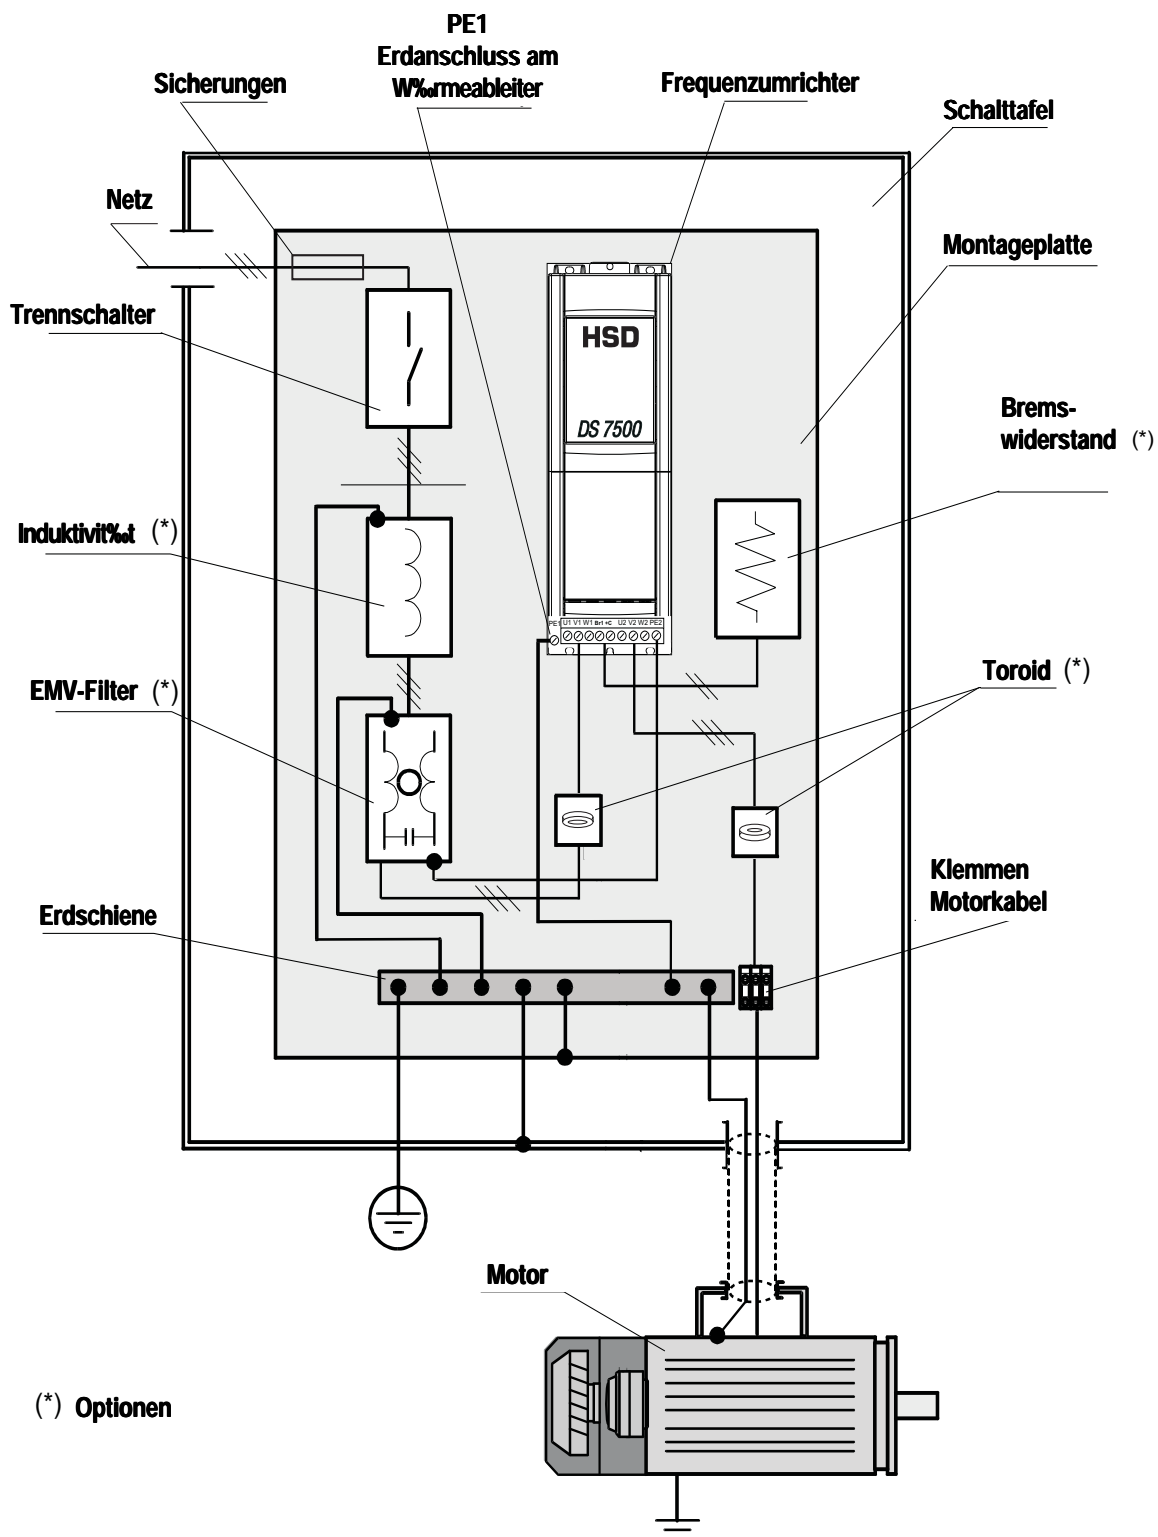 PE1
Erdanschluss am
W‰rmeableiter
Sicherungen
Frequenzumrichter
Schalttafel
Netz
Montageplatte
Trennschalter
HSD
DS 7500
Brems-
widerstand (*)
Induktivit‰t (*)
PE1 U1 V1 W1 Br1 +C U2 V2 W2 PE2
Toroid (*)
EMV-Filter (*)
Klemmen
Motorkabel
Erdschiene
Motor
(*) Optionen